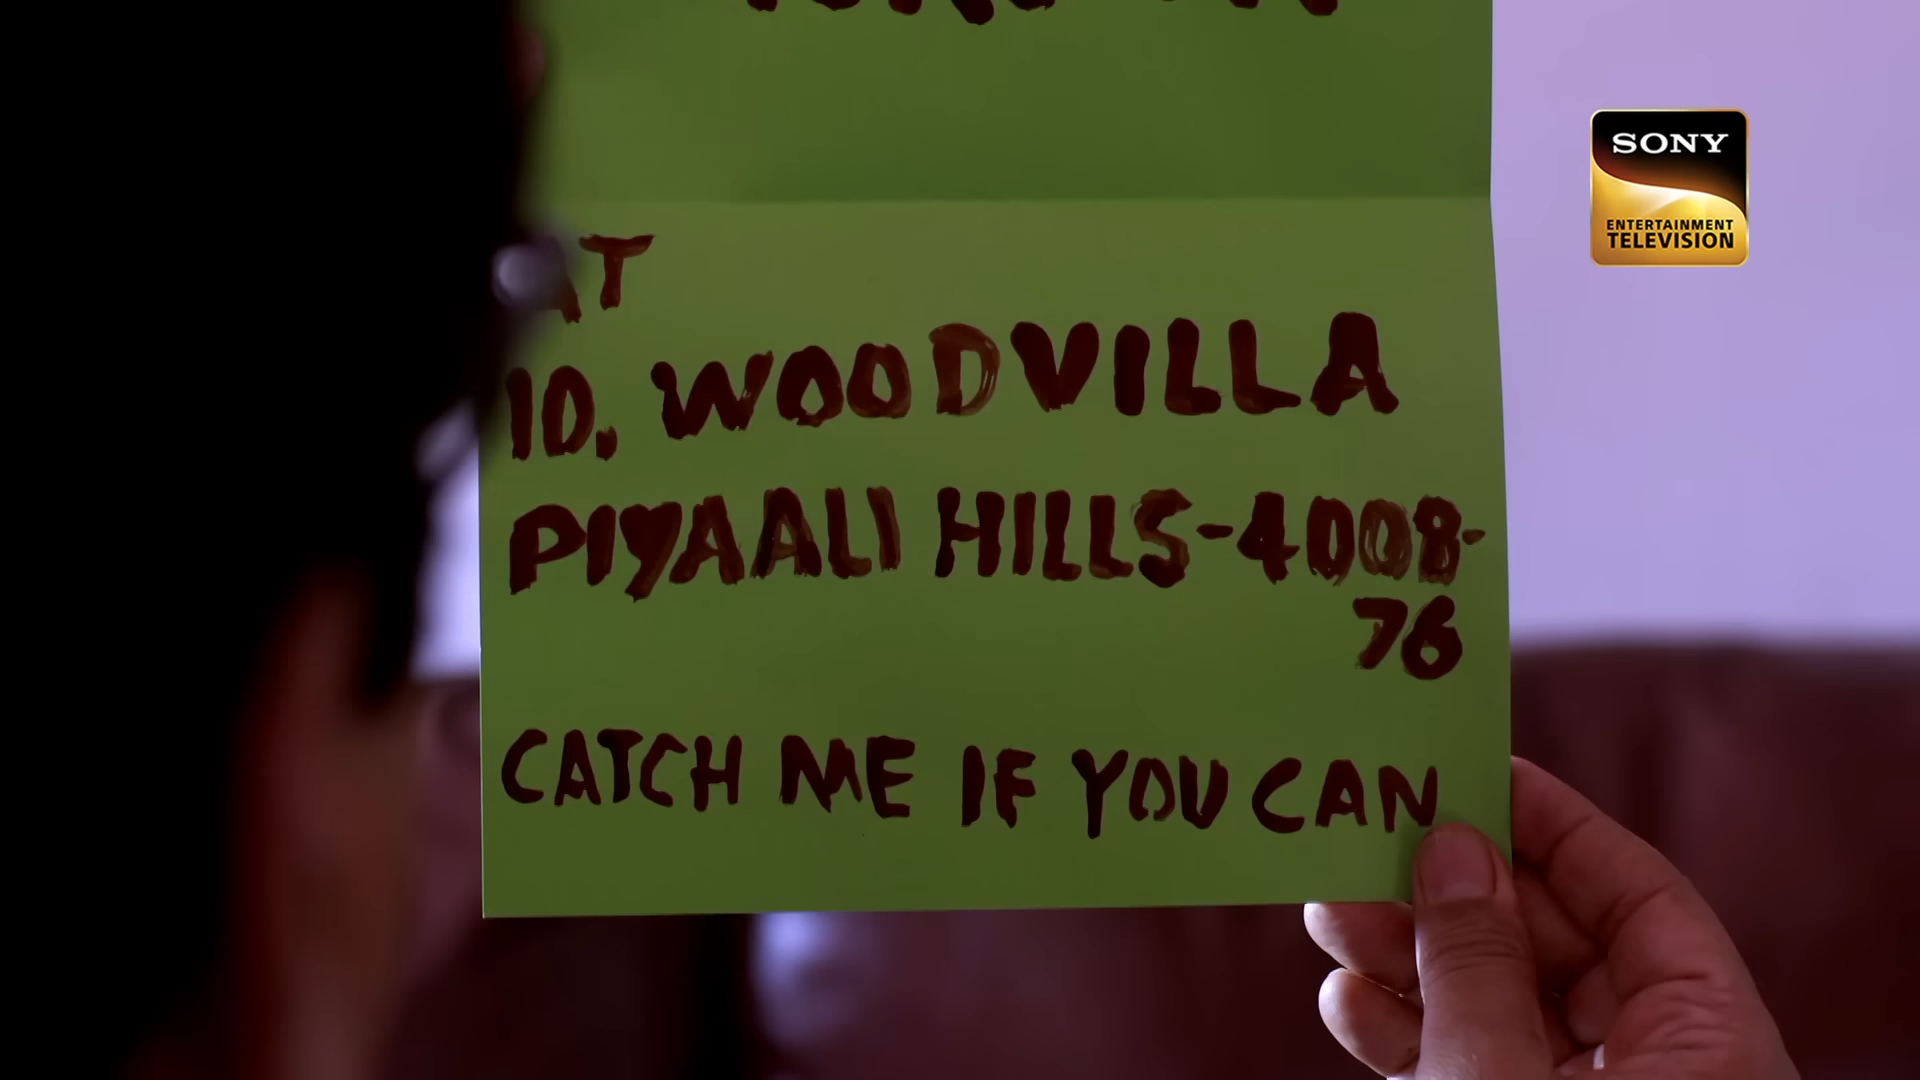 AT
10, WOODVILLA
PIYAALI HILLS-4008-
76
CATCH ME IF YOU CAN
SONY
ENTERTAINMENT
TELEVISION